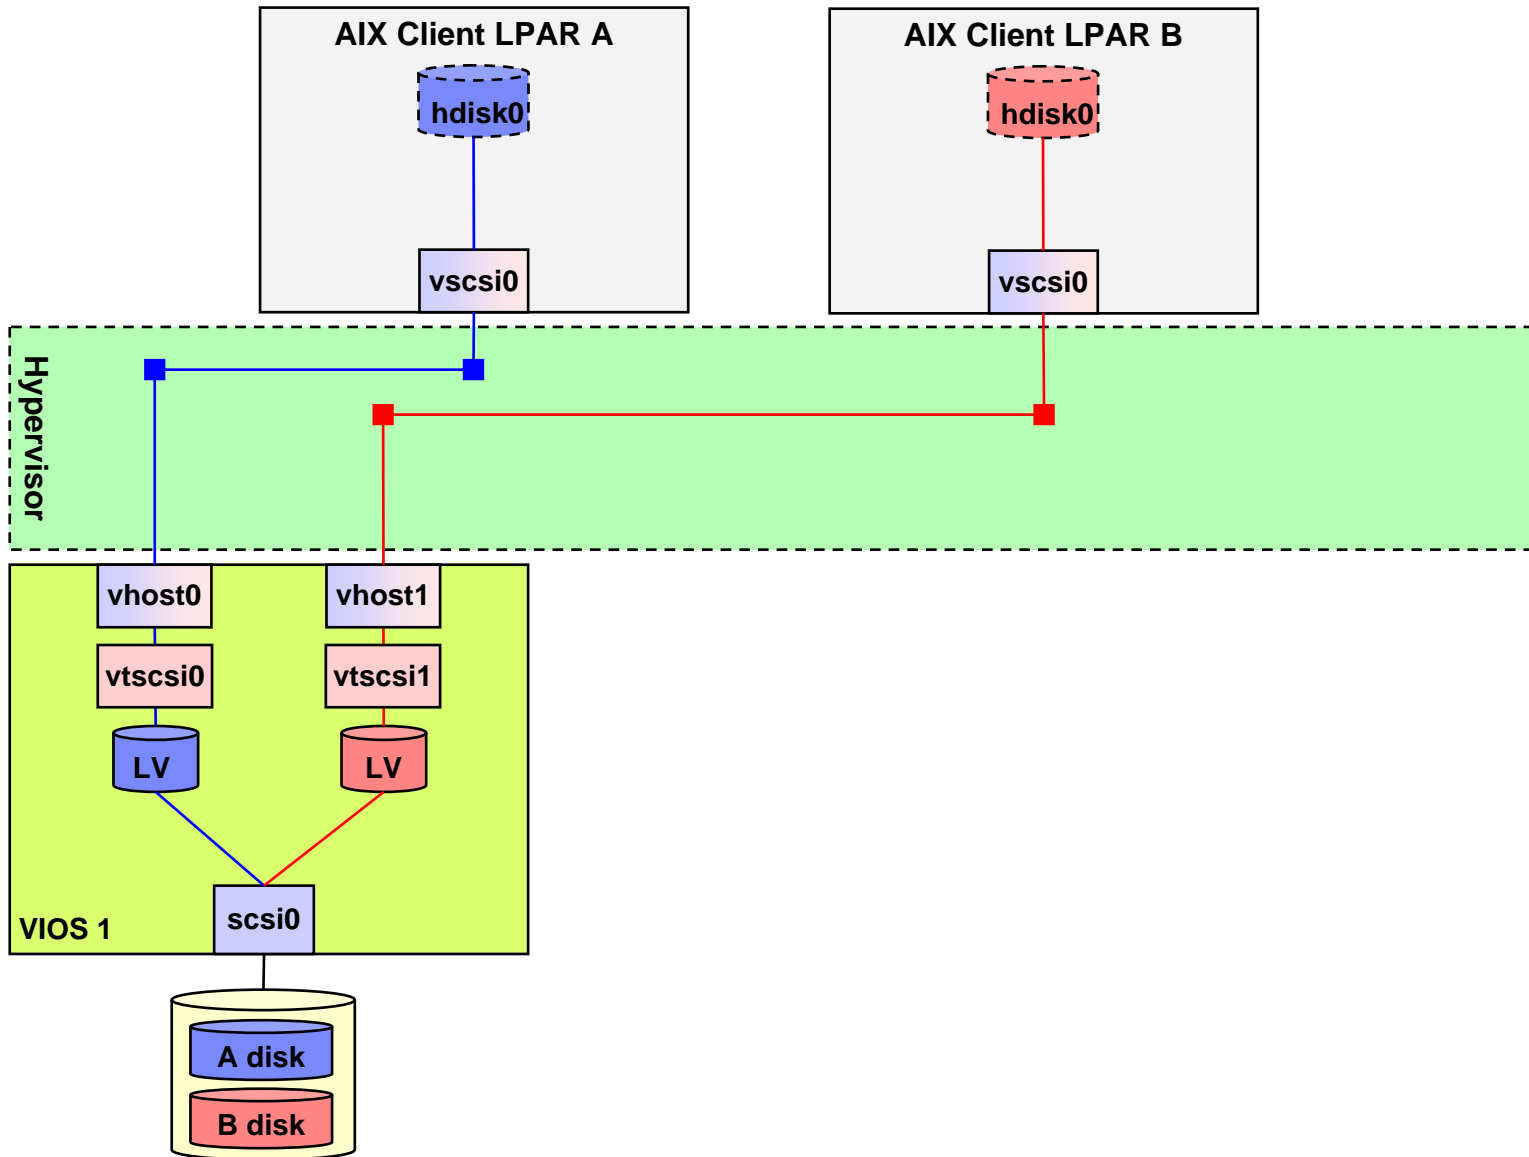 AIX Client LPAR A
AIX Client LPAR B
hdisk0
hdisk0
vscsi0
vscsi0
Hypervisor
vhost0
vhost1
vtscsi0
vtscsi1
LV
LV
scsi0
VIOS 1
A disk
B disk